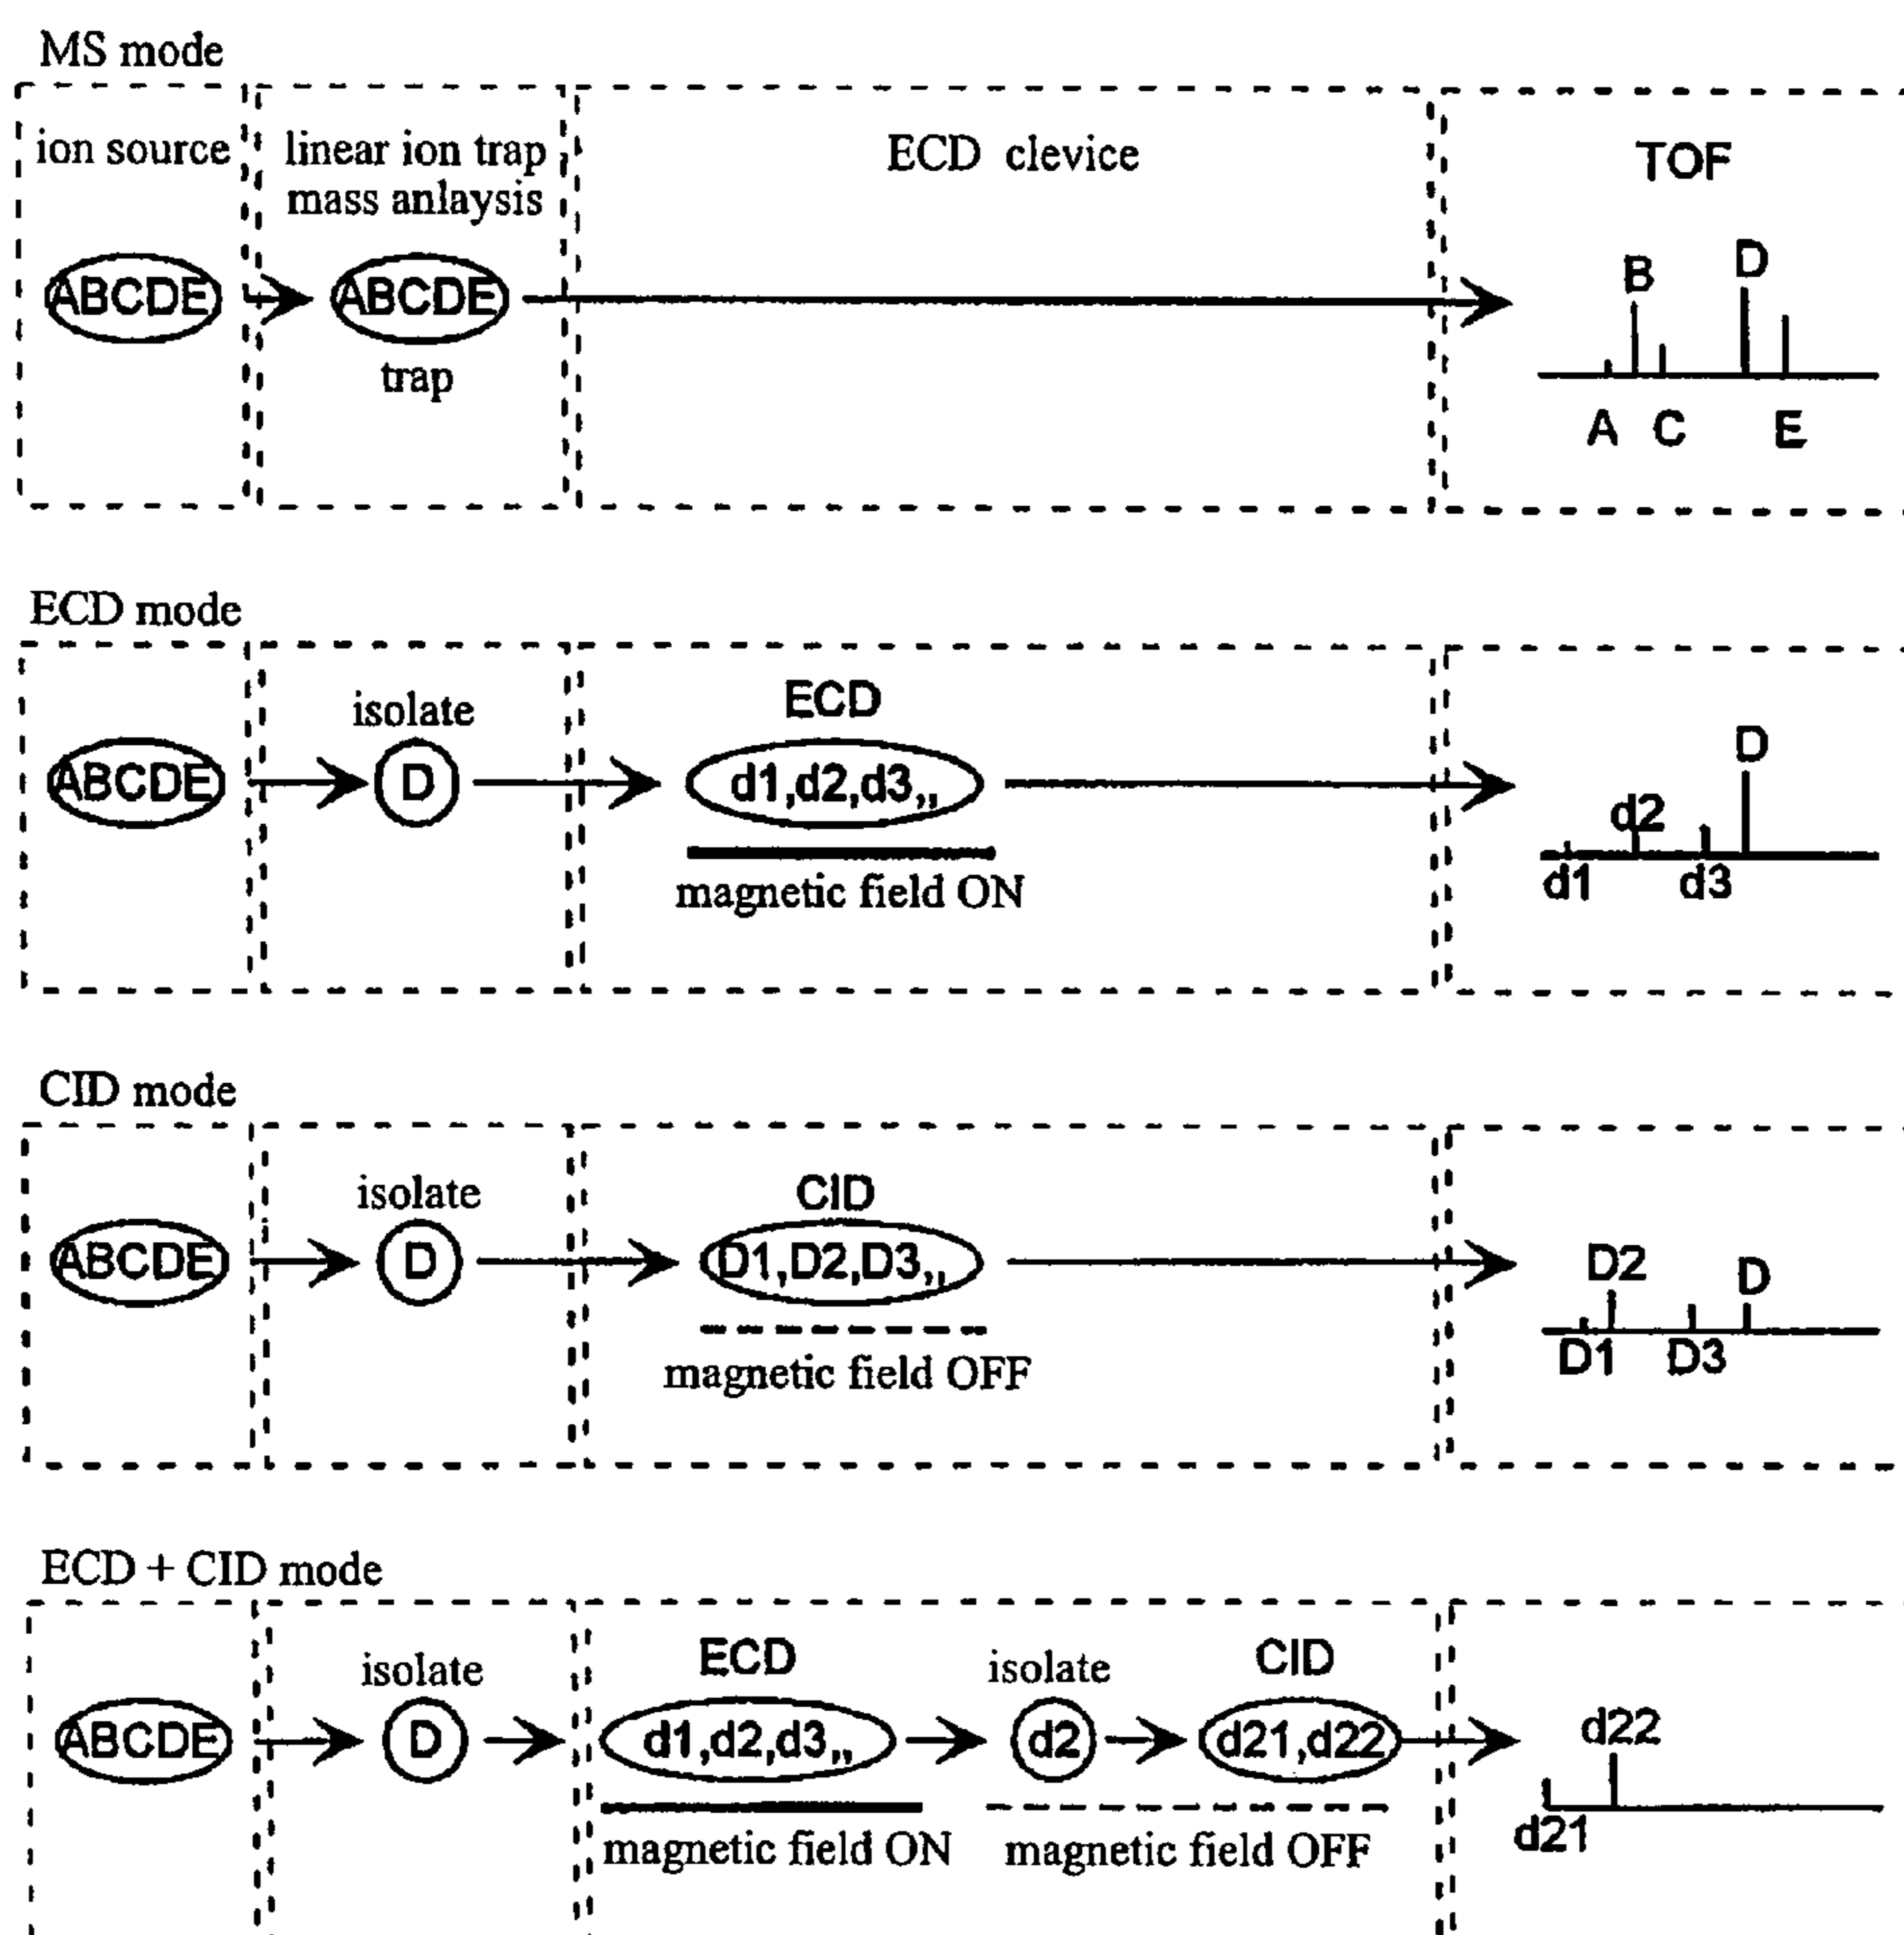 MS mode
ion source
linear ion trap
mass anlaysis
ECD clevice
TOF
ABCDE
ABCDE
trap
B
D
A
C
E
ECD mode
ABCDE
isolate
D
ECD
d1,d2,d3,,
magnetic field ON
D
d2
d1
d3
CID mode
ABCDE
isolate
D
CID
D1,D2,D3,,
magnetic field OFF
D2
D
D1
D3
ECD + CID mode
ABCDE
isolate
D
ECD
d1,d2,d3,,
magnetic field ON
isolate
d2
CID
d21,d22
magnetic field OFF
d22
d21